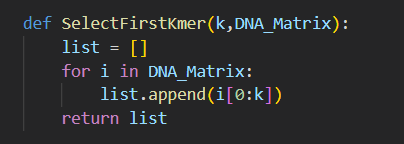 def SelectFirstKmer(k,DNA_Matrix):
    list = []
    for i in DNA_Matrix:
        list.append(i[0:k])
    return list